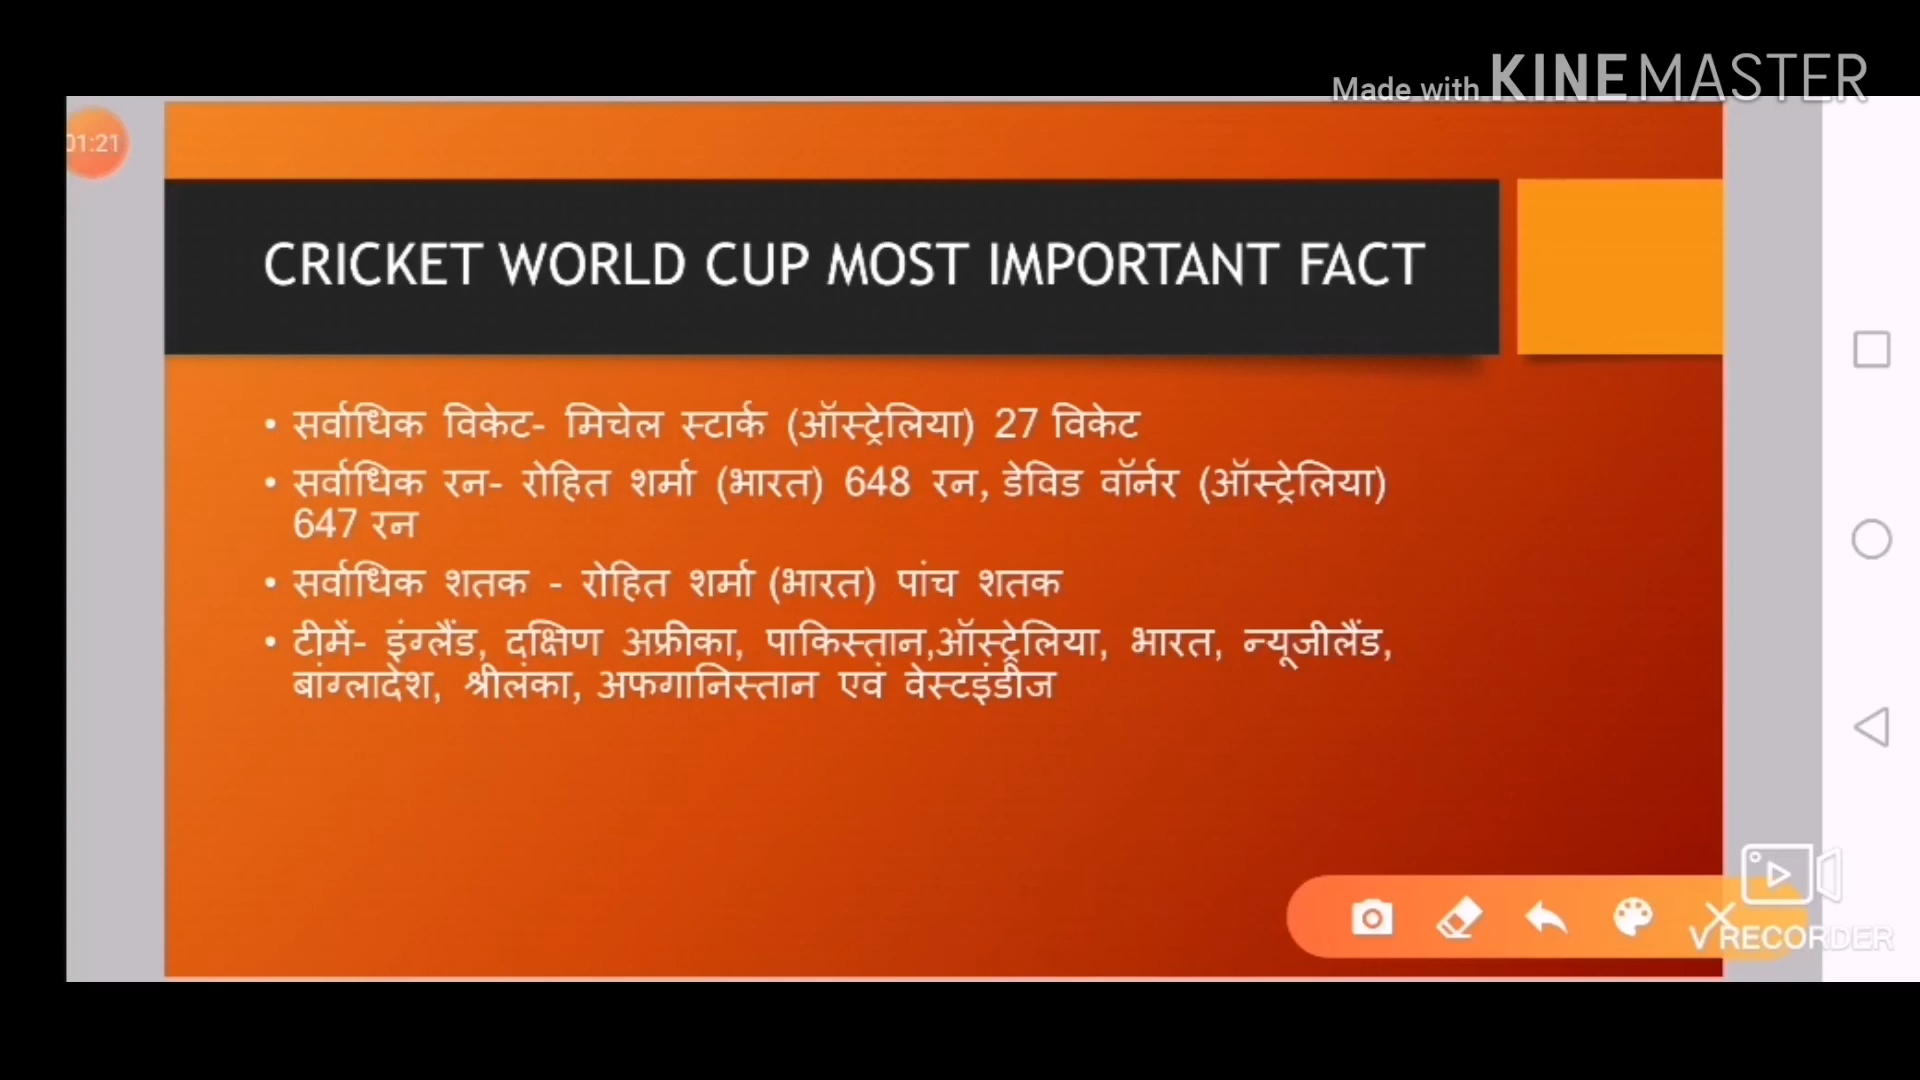 Made with KINEMASTER
01:21
CRICKET WORLD CUP MOST IMPORTANT FACT
• सर्वाधिक विकेट- मिचेल स्टार्क (ऑस्ट्रेलिया) 27 विकेट
• सर्वाधिक रन- रोहित शर्मा (भारत) 648 रन, डेविड वॉर्नर (ऑस्ट्रेलिया)
647 रन
• सर्वाधिक शतक - रोहित शर्मा (भारत) पांच शतक
• टीमें- इंग्लैंड, दक्षिण अफ्रीका, पाकिस्तान,ऑस्ट्रेलिया, भारत, न्यूजीलैंड,
बांग्लादेश, श्रीलंका, अफगानिस्तान एवं वेस्टइंडीज
V RECORDER